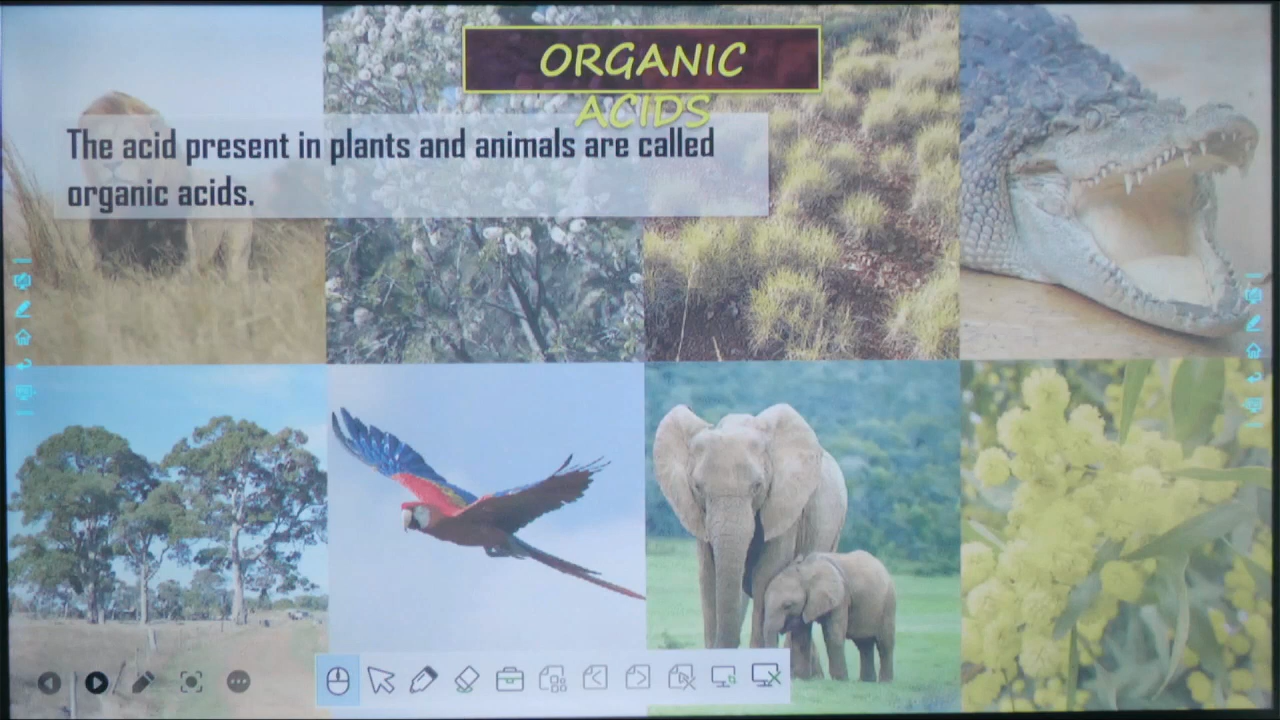 ORGANIC
ACIDS
The acid present in plants and animals are called
organic acids.